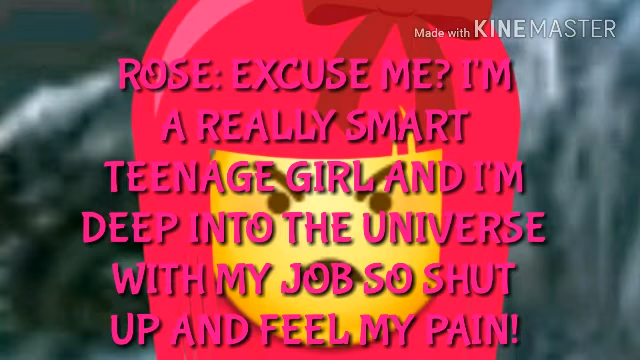 Made with KINEMASTER
ROSE: EXCUSE ME? I'M
A REALLY SMART
TEENAGE GIRL AND I'M
DEEP INTO THE UNIVERSE
WITH MY JOB SO SHUT
UP AND FEEL MY PAIN!